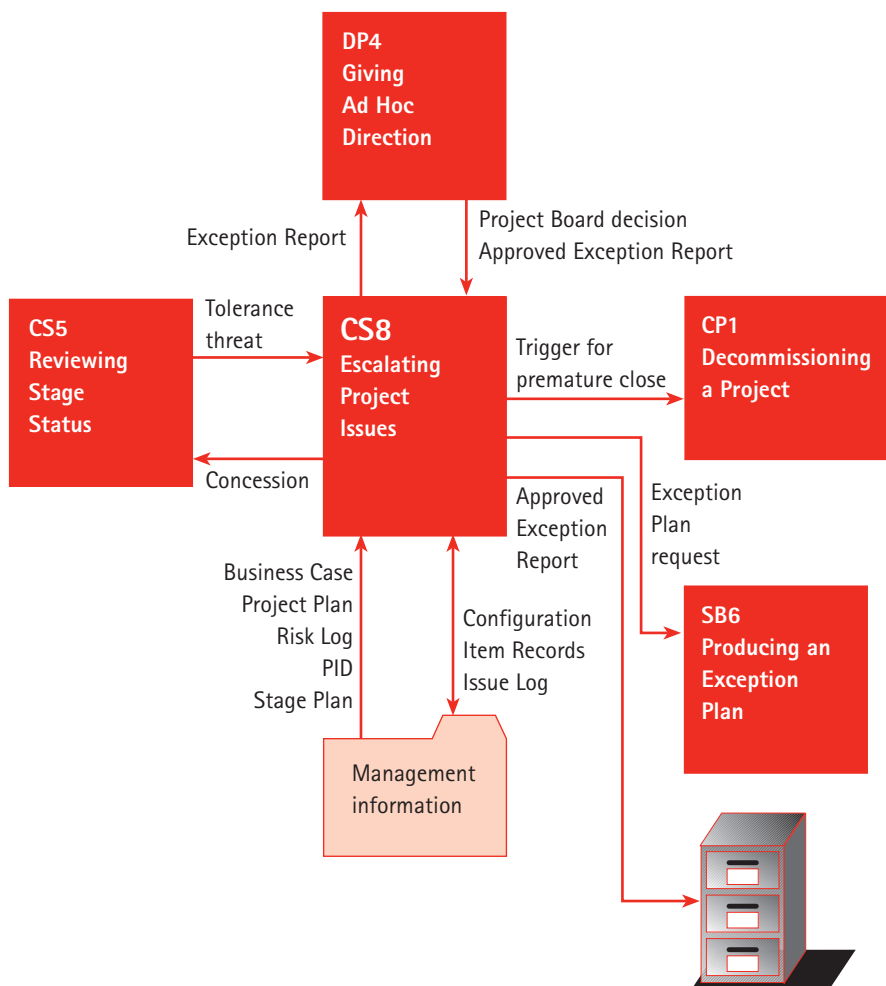 DP4
Giving
Ad Hoc
Direction
Exception Report
Project Board decision
Approved Exception Report
CS5
Reviewing
Stage
Status
Tolerance
threat
CS8
Escalating
Project
Issues
Trigger for
premature close
CP1
Decommissioning
a Project
Concession
Approved
Exception
Report
Exception
Plan
request
Business Case
Project Plan
Risk Log
PID
Stage Plan
Configuration
Item Records
Issue Log
SB6
Producing an
Exception
Plan
Management
information